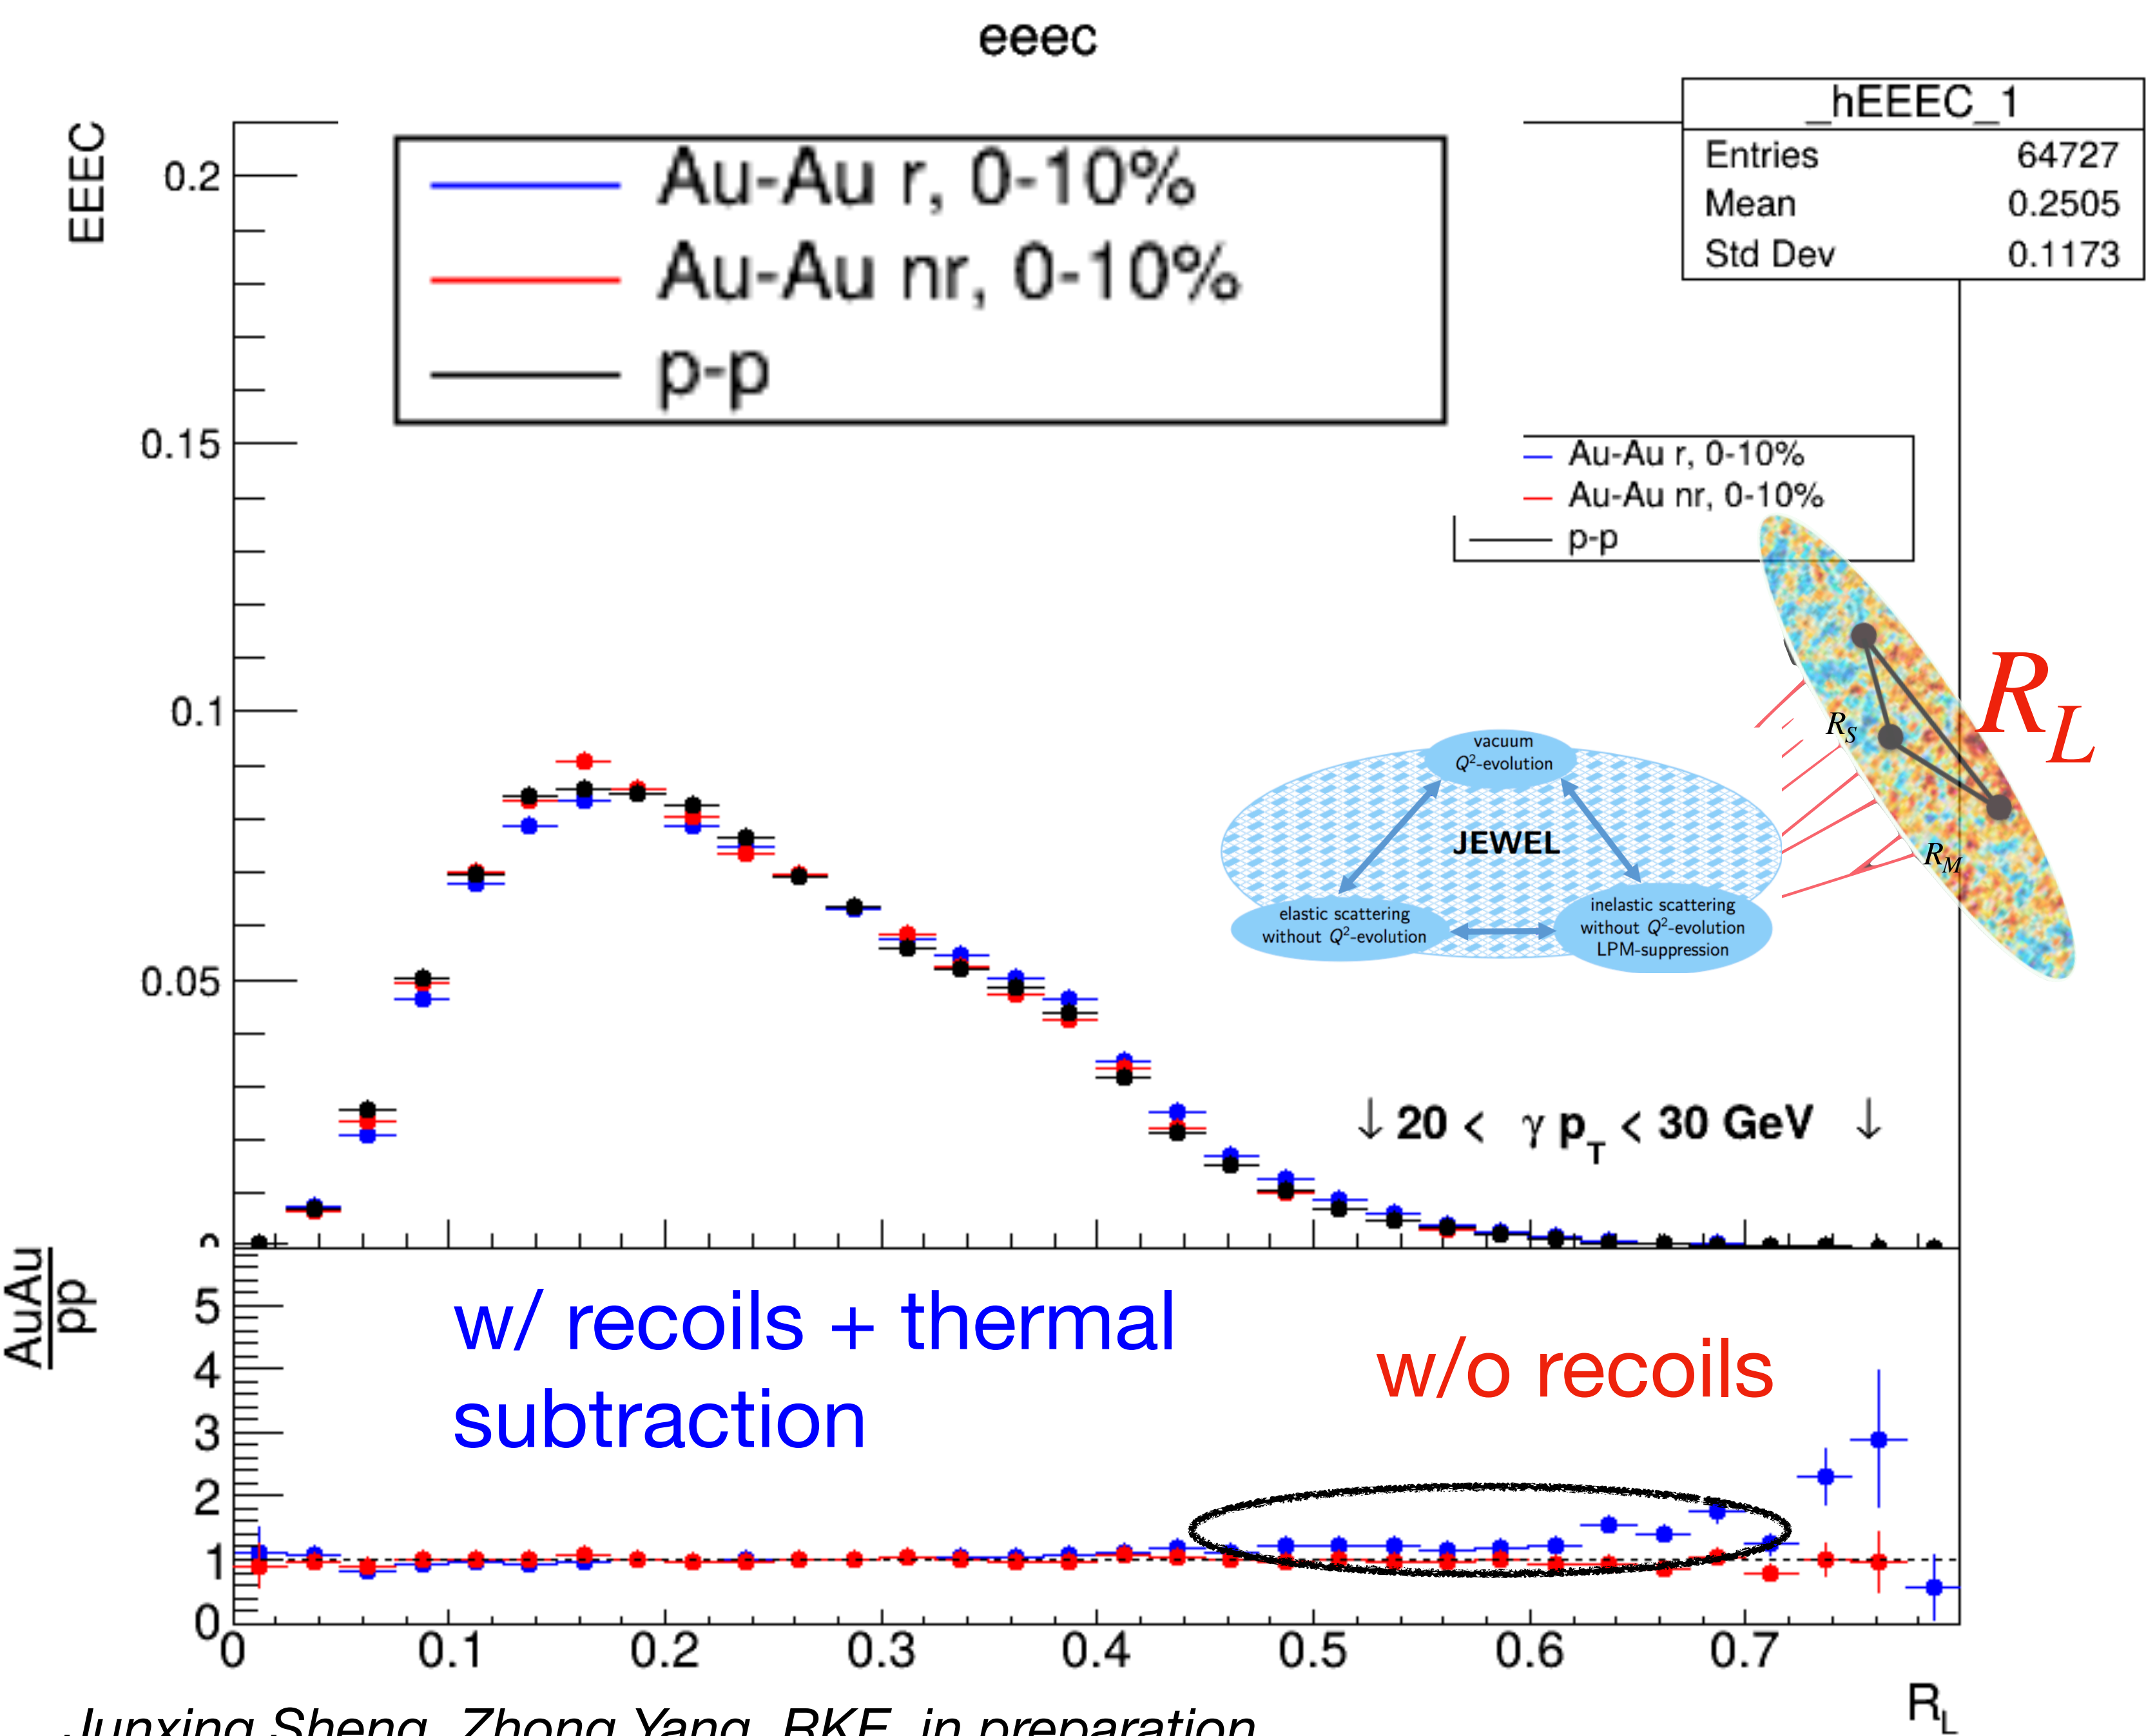 eeec
_hEEEC_1
Entries 64727
Mean 0.2505
Std Dev 0.1173
EEEC
Au-Au r, 0-10%
Au-Au nr, 0-10%
p-p
0.2
0.15
0.1
0.05
0
Au-Au r, 0-10%
Au-Au nr, 0-10%
p-p
R_L
R_S
R_M
vacuum
Q²-evolution
JEWEL
elastic scattering
without Q²-evolution
inelastic scattering
without Q²-evolution
LPM-suppression
↓ 20 < γ p_T < 30 GeV ↓
AuAu
pp
w/ recoils + thermal
subtraction
w/o recoils
5
4
3
2
1
0
0 0.1 0.2 0.3 0.4 0.5 0.6 0.7
R_L
Junxing Sheng, Zhong Yang, RKE, in preparation